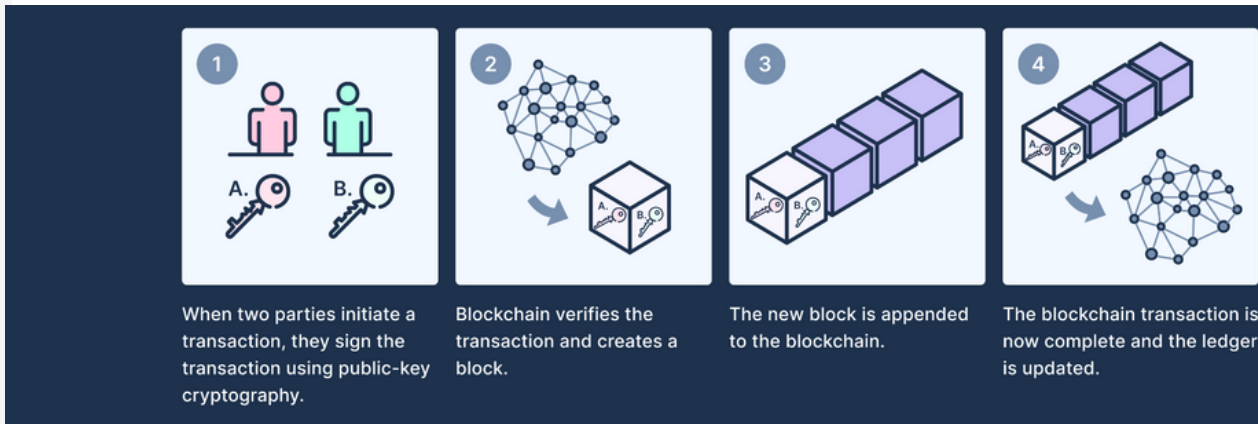 1
A.
B.
When two parties initiate a
transaction, they sign the
transaction using public-key
cryptography.
2
A.
B.
Blockchain verifies the
transaction and creates a
block.
3
A.
B.
The new block is appended
to the blockchain.
4
A.
B.
The blockchain transaction is
now complete and the ledger
is updated.